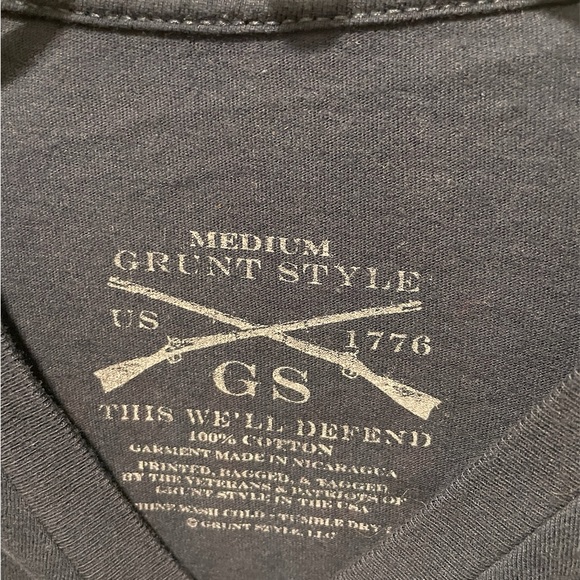 MEDIUM
GRUNT STYLE
US 1776
GS
THIS WE'LL DEFEND
100% COTTON
GARMENT MADE IN NICARAGUA
PRINTED, BAGGED, & TAGGED
BY THE VETERANS & PATRIOTS OF
GRUNT STYLE IN THE USA
WASH COLD - TUMBLE DRY
© GRUNT STYLE, LLC